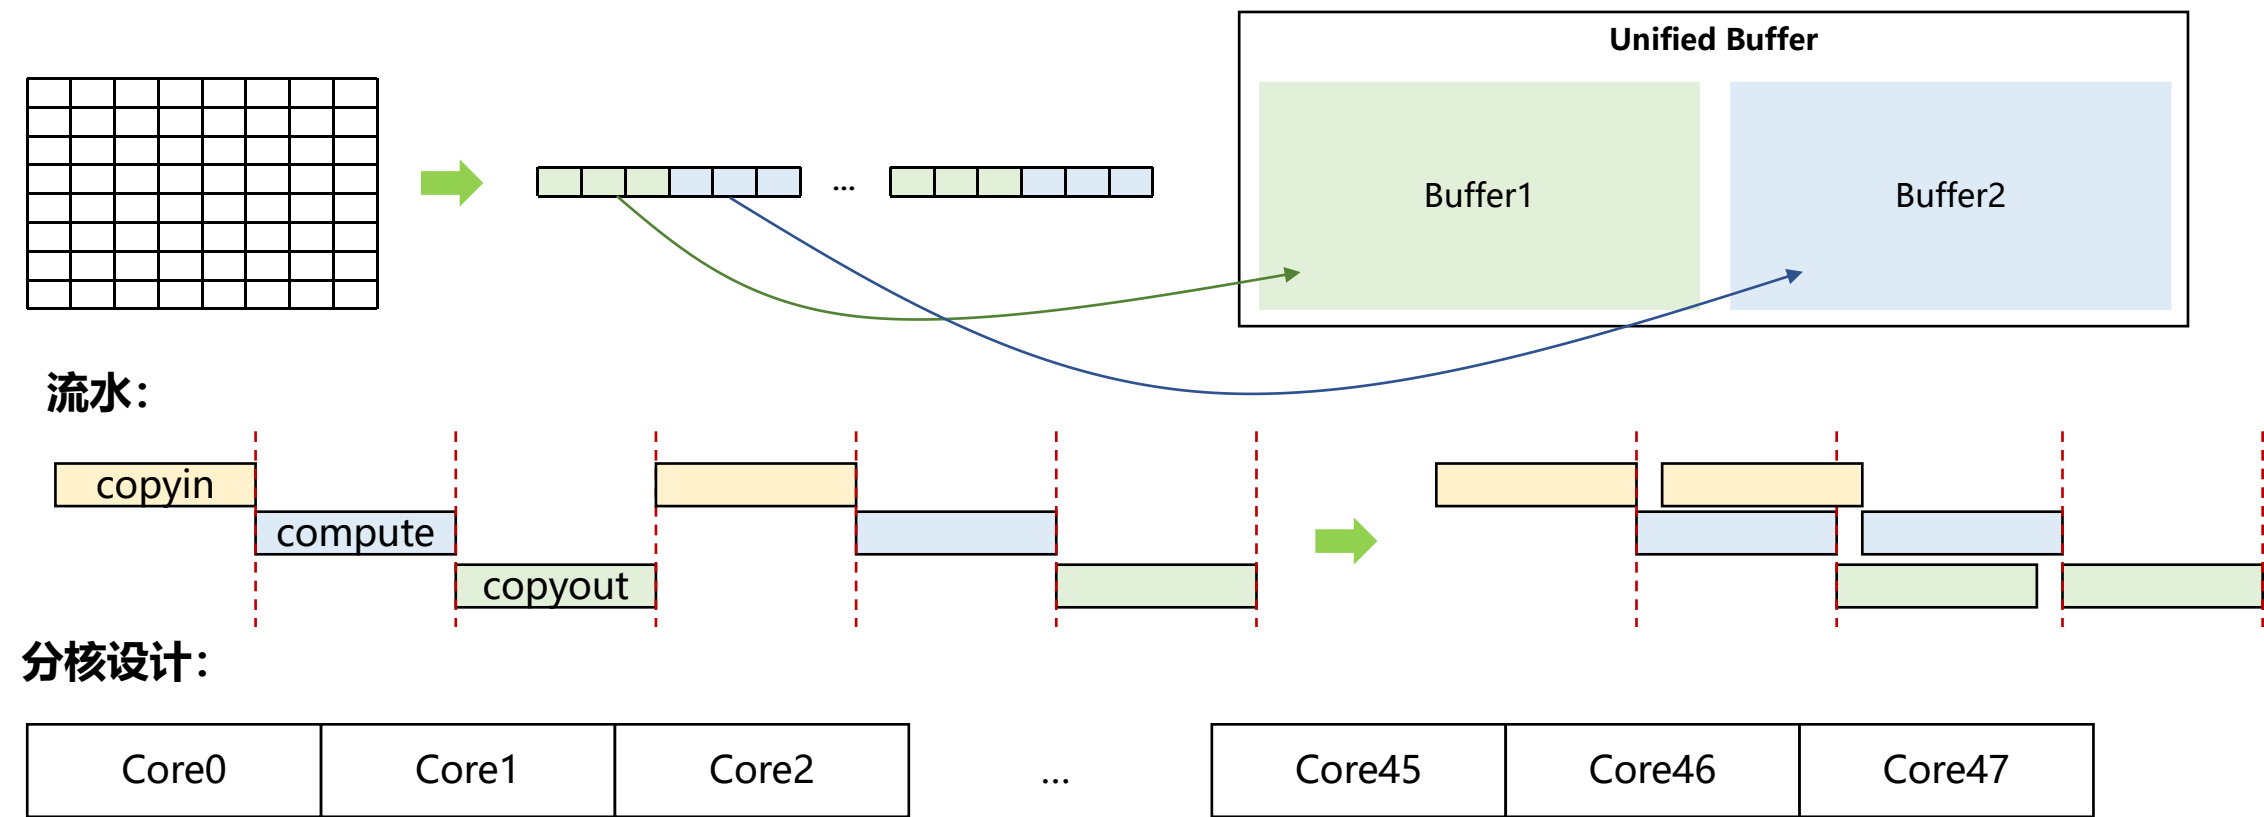 Unified Buffer
Buffer1
Buffer2
...
流水：
copyin
compute
copyout
分核设计：
Core0
Core1
Core2
...
Core45
Core46
Core47